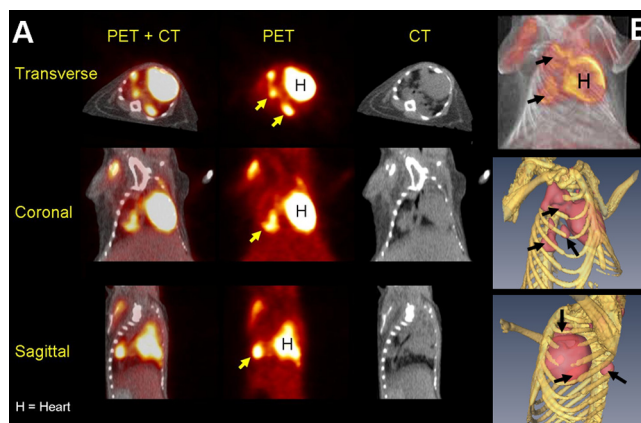 A
PET + CT
PET
CT
B
Transverse
H
H
Coronal
H
Sagittal
H
H = Heart